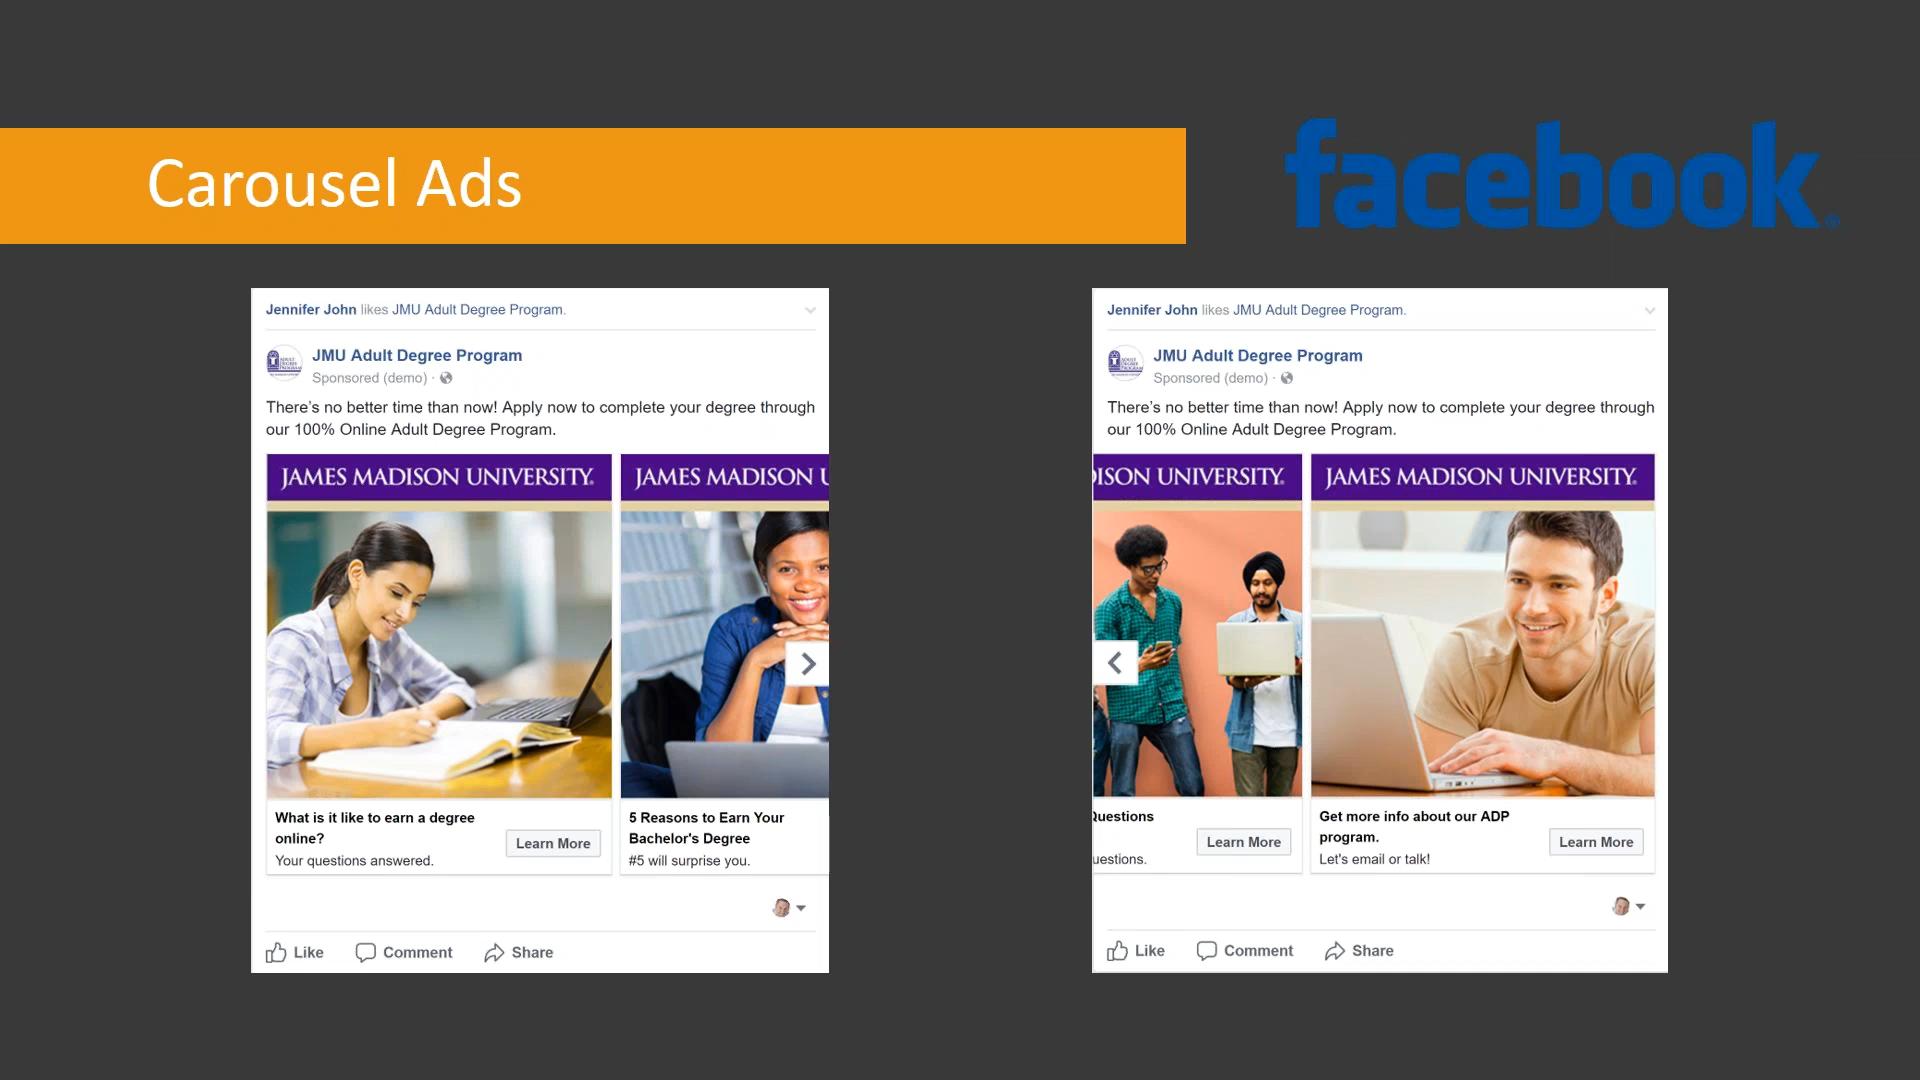 Carousel Ads
facebook®
Jennifer John likes JMU Adult Degree Program.
JMU Adult Degree Program
Sponsored (demo) ·
There's no better time than now! Apply now to complete your degree through
our 100% Online Adult Degree Program.
JAMES MADISON UNIVERSITY.
JAMES MADISON U
What is it like to earn a degree
online?
Your questions answered.
Learn More
5 Reasons to Earn Your
Bachelor's Degree
#5 will surprise you.
Like
Comment
Share
Jennifer John likes JMU Adult Degree Program.
JMU Adult Degree Program
Sponsored (demo) ·
There's no better time than now! Apply now to complete your degree through
our 100% Online Adult Degree Program.
ISON UNIVERSITY.
JAMES MADISON UNIVERSITY.
Questions
uestions.
Learn More
Get more info about our ADP
program.
Let's email or talk!
Learn More
Like
Comment
Share